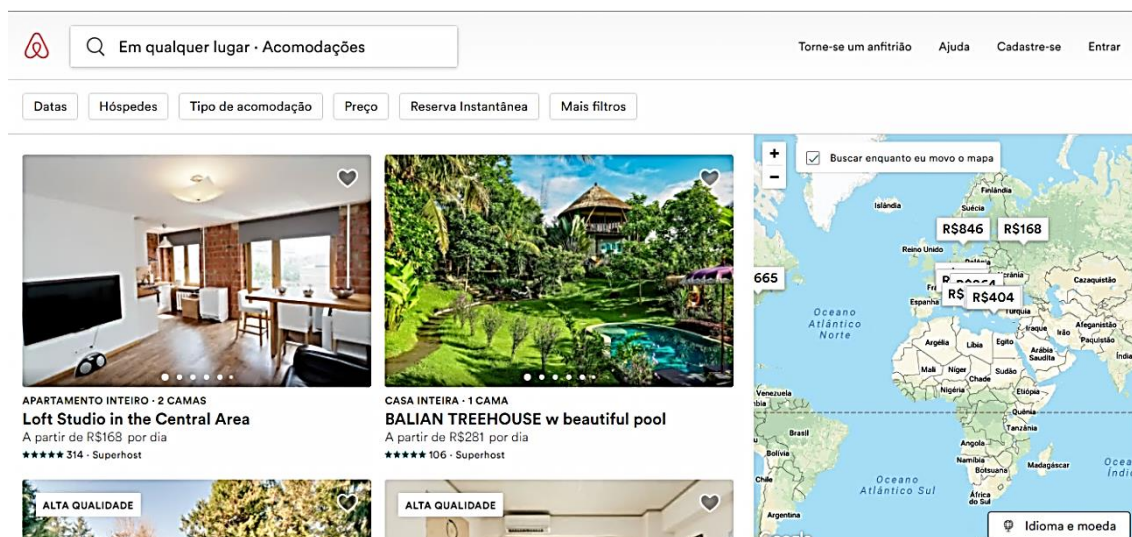 Em qualquer lugar · Acomodações
Torne-se um anfitrião Ajuda Cadastre-se Entrar
Datas Hóspedes Tipo de acomodação Preço Reserva Instantânea Mais filtros
APARTAMENTO INTEIRO · 2 CAMAS
Loft Studio in the Central Area
A partir de R$168 por dia
314 · Superhost
CASA INTEIRA · 1 CAMA
BALIAN TREEHOUSE w beautiful pool
A partir de R$281 por dia
106 · Superhost
ALTA QUALIDADE
ALTA QUALIDADE
+
−
Buscar enquanto eu movo o mapa
Finlândia
Islândia
Suécia
R$846 R$168
Reino Unido
665
Cazaquistão
R$404
Espanha
Turquia
Oceano
Atlântico
Norte
Iraque Irão Afeganistão
Paquistão
Argélia Líbia Egito
Arábia
Saudita
Índia
Mali Níger Chade Sudão
Nigéria Etiópia
Venezuela
Quênia
Tanzânia
Brasil
Angola
Bolívia
Namíbia
Botsuana
Madagáscar
Chile
Oceano
Atlântico Sul
África
do Sul
Argentina
Idioma e moeda